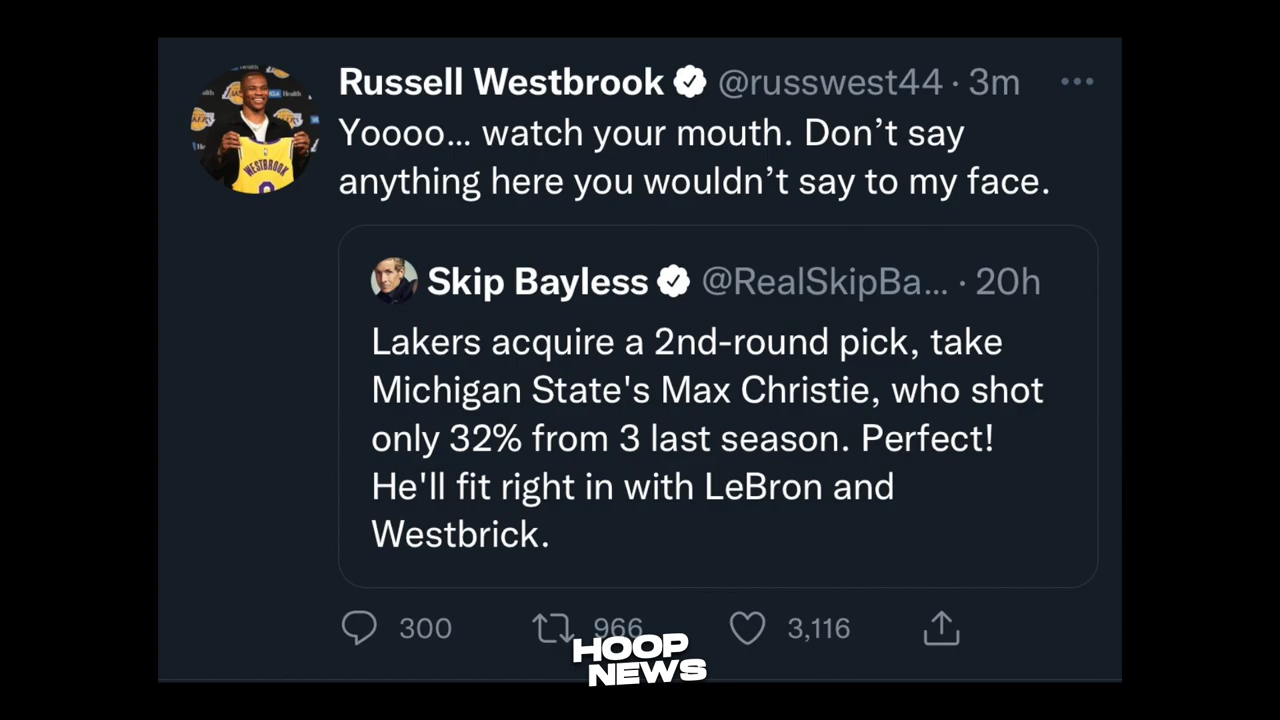 Russell Westbrook @russwest44 · 3m
Yoooo... watch your mouth. Don’t say
anything here you wouldn’t say to my face.
Skip Bayless @RealSkipBa... · 20h
Lakers acquire a 2nd-round pick, take
Michigan State's Max Christie, who shot
only 32% from 3 last season. Perfect!
He'll fit right in with LeBron and
Westbrick.
300 966 3,116
HOOP
NEWS
WESTBROOK